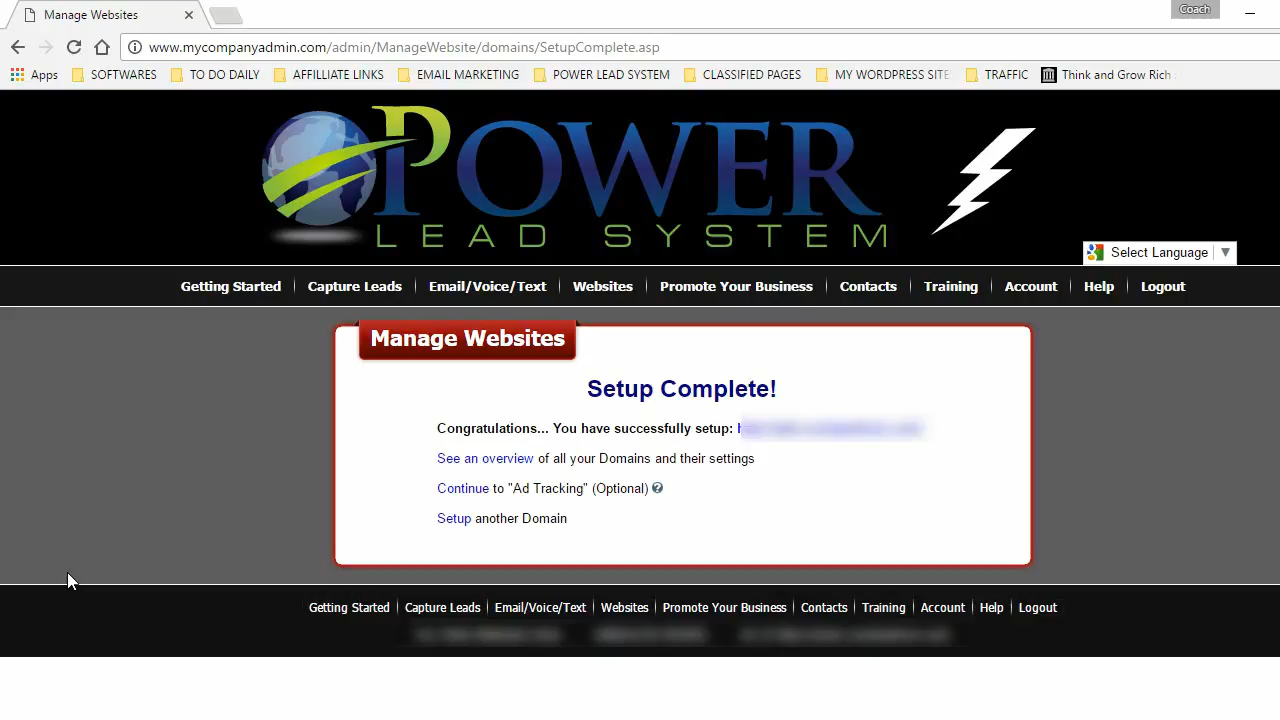 Manage Websites
Coach
www.mycompanyadmin.com/admin/ManageWebsite/domains/SetupComplete.asp
Apps SOFTWARES TO DO DAILY AFFILLIATE LINKS EMAIL MARKETING POWER LEAD SYSTEM CLASSIFIED PAGES MY WORDPRESS SITE TRAFFIC Think and Grow Rich
POWER
LEAD SYSTEM
Select Language ▼
Getting Started Capture Leads Email/Voice/Text Websites Promote Your Business Contacts Training Account Help Logout
Manage Websites
Setup Complete!
Congratulations... You have successfully setup:
See an overview of all your Domains and their settings
Continue to "Ad Tracking" (Optional) ?
Setup another Domain
Getting Started Capture Leads Email/Voice/Text Websites Promote Your Business Contacts Training Account Help Logout